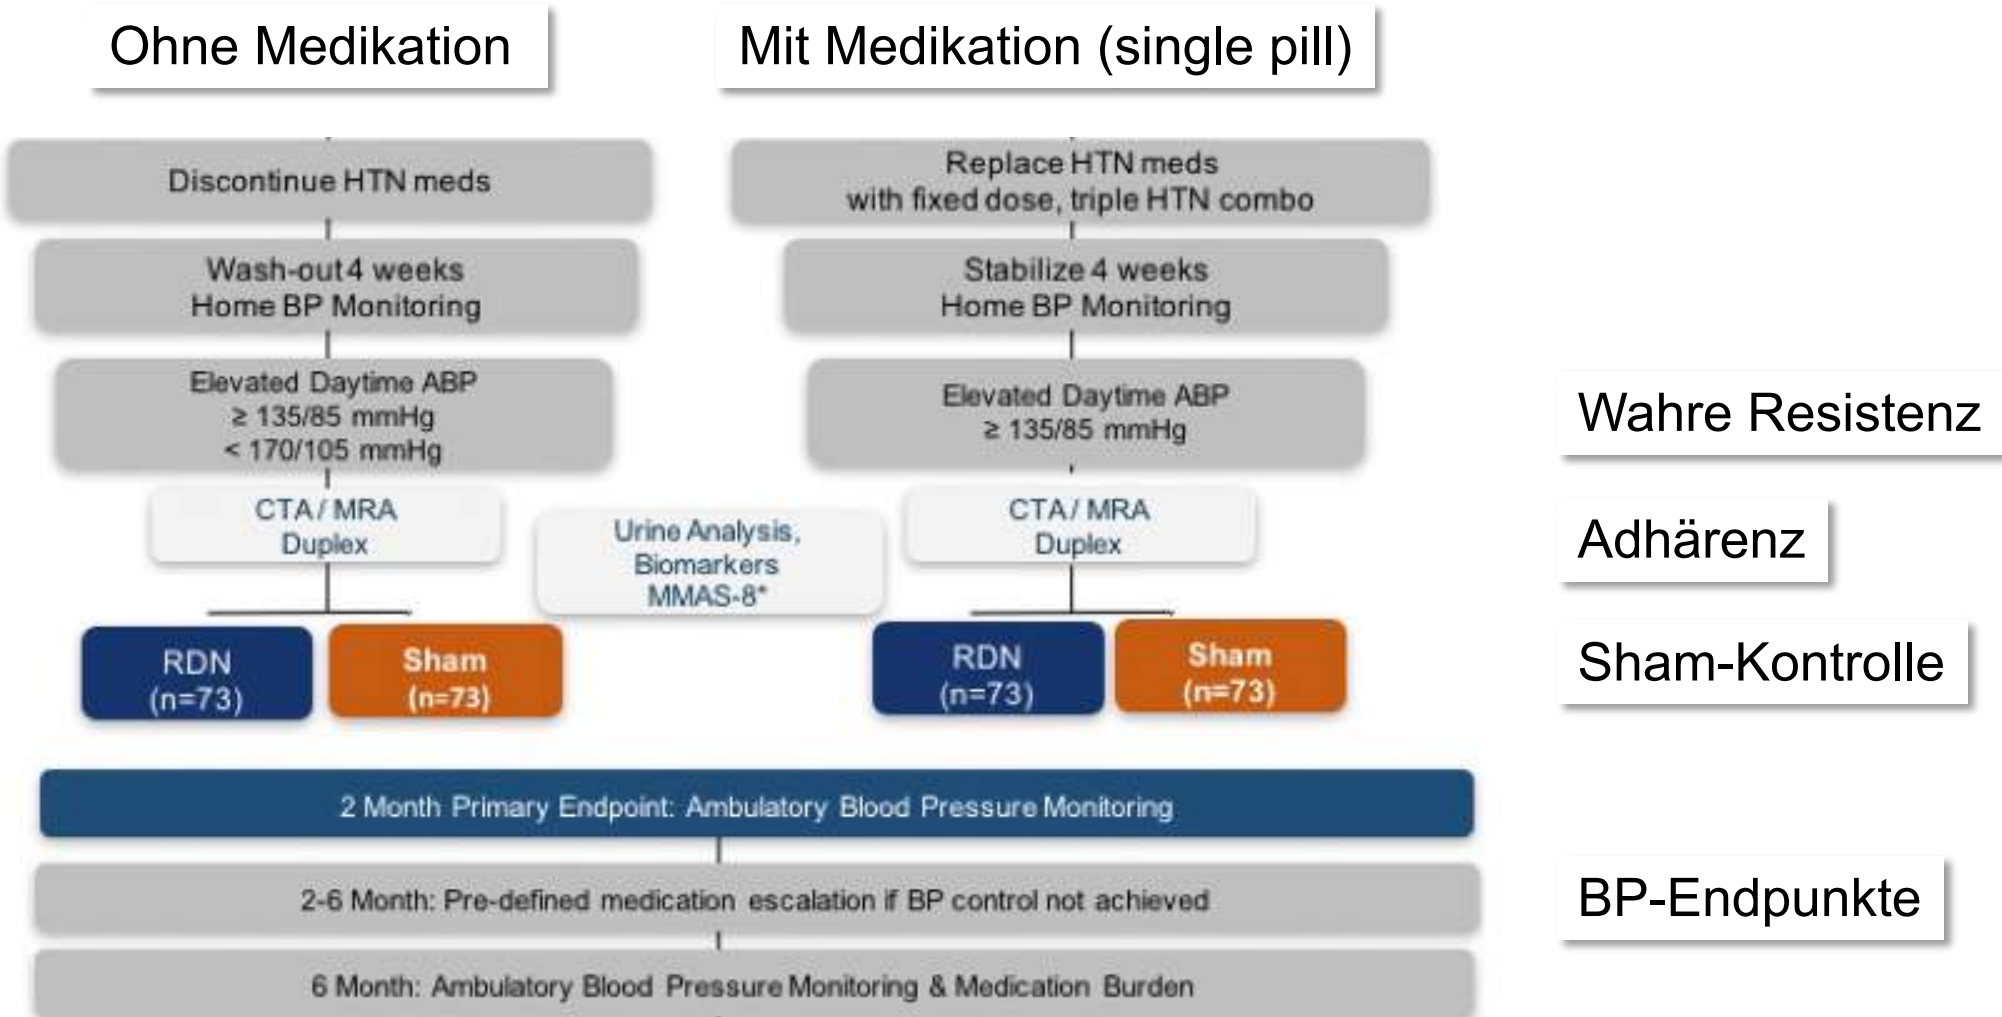 Ohne Medikation
Mit Medikation (single pill)
Discontinue HTN meds
Replace HTN meds
with fixed dose, triple HTN combo
Wash-out 4 weeks
Home BP Monitoring
Stabilize 4 weeks
Home BP Monitoring
Elevated Daytime ABP
≥ 135/85 mmHg
< 170/105 mmHg
Elevated Daytime ABP
≥ 135/85 mmHg
Wahre Resistenz
CTA / MRA
Duplex
Urine Analysis,
Biomarkers
MMAS-8*
CTA / MRA
Duplex
Adhärenz
RDN
(n=73)
Sham
(n=73)
RDN
(n=73)
Sham
(n=73)
Sham-Kontrolle
2 Month Primary Endpoint: Ambulatory Blood Pressure Monitoring
2-6 Month: Pre-defined medication escalation if BP control not achieved
BP-Endpunkte
6 Month: Ambulatory Blood Pressure Monitoring & Medication Burden